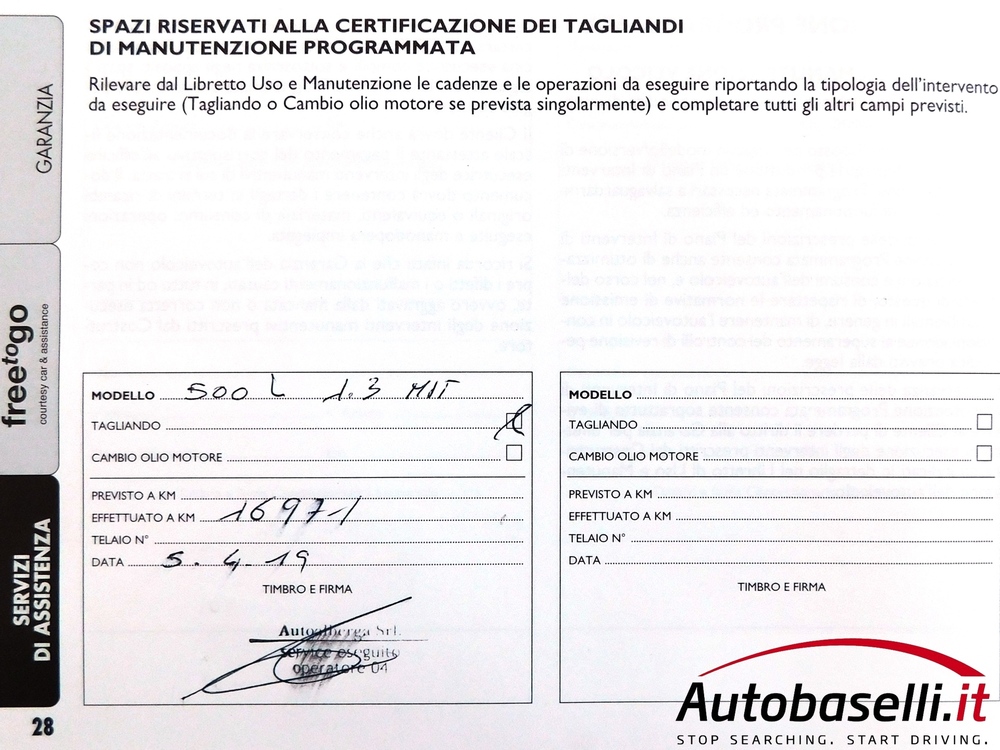 SPAZI RISERVATI ALLA CERTIFICAZIONE DEI TAGLIANDI
DI MANUTENZIONE PROGRAMMATA
Rilevare dal Libretto Uso e Manutenzione le cadenze e le operazioni da eseguire riportando la tipologia dell'intervento
da eseguire (Tagliando o Cambio olio motore se prevista singolarmente) e completare tutti gli altri campi previsti.
GARANZIA
freetogo
courtesy car & assistance
SERVIZI
DI ASSISTENZA
MODELLO 500 L 1.3 MJT
TAGLIANDO
CAMBIO OLIO MOTORE
PREVISTO A KM
EFFETTUATO A KM 16971
TELAIO N°
DATA 5. 4. 19
TIMBRO E FIRMA
Autoalberga Srl.
service eseguito
operatore 04
MODELLO
TAGLIANDO
CAMBIO OLIO MOTORE
PREVISTO A KM
EFFETTUATO A KM
TELAIO N°
DATA
TIMBRO E FIRMA
28
Autobaselli.it
STOP SEARCHING. START DRIVING.